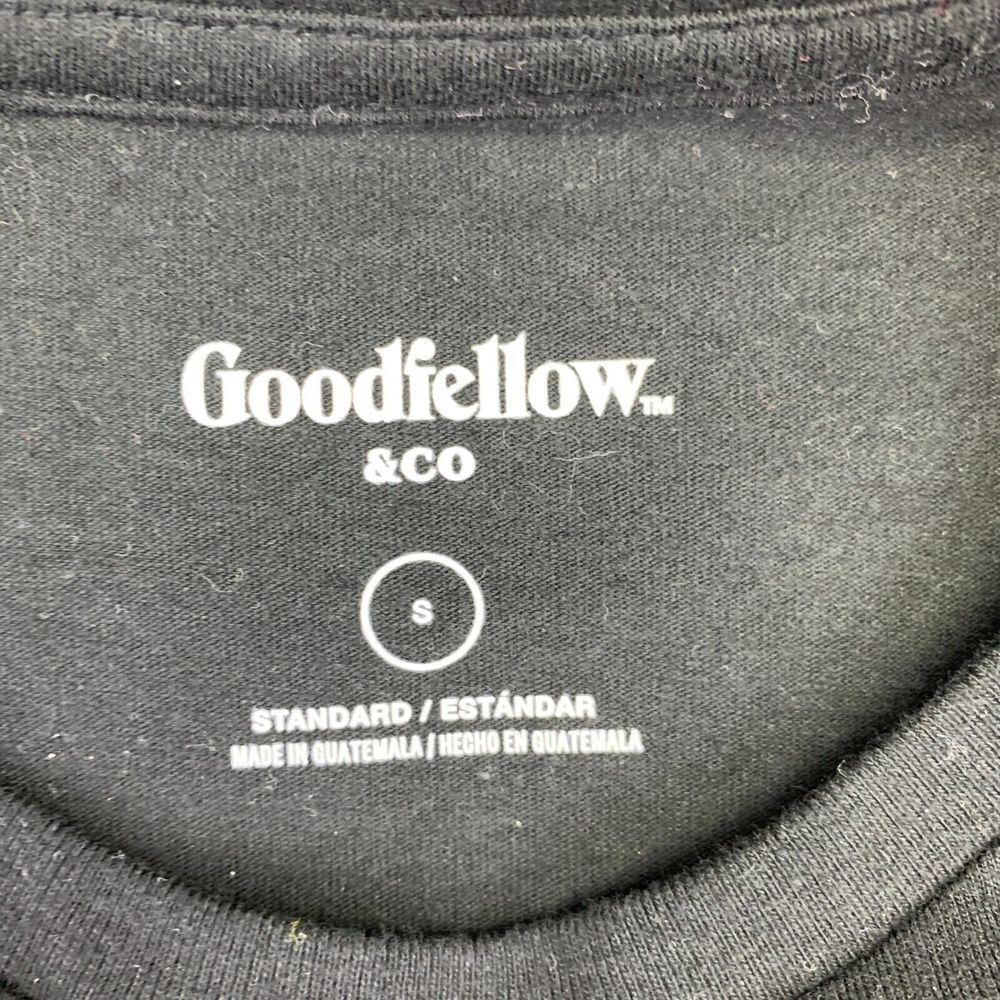 Goodfellow™
&CO
S
STANDARD / ESTÁNDAR
MADE IN GUATEMALA / HECHO EN GUATEMALA